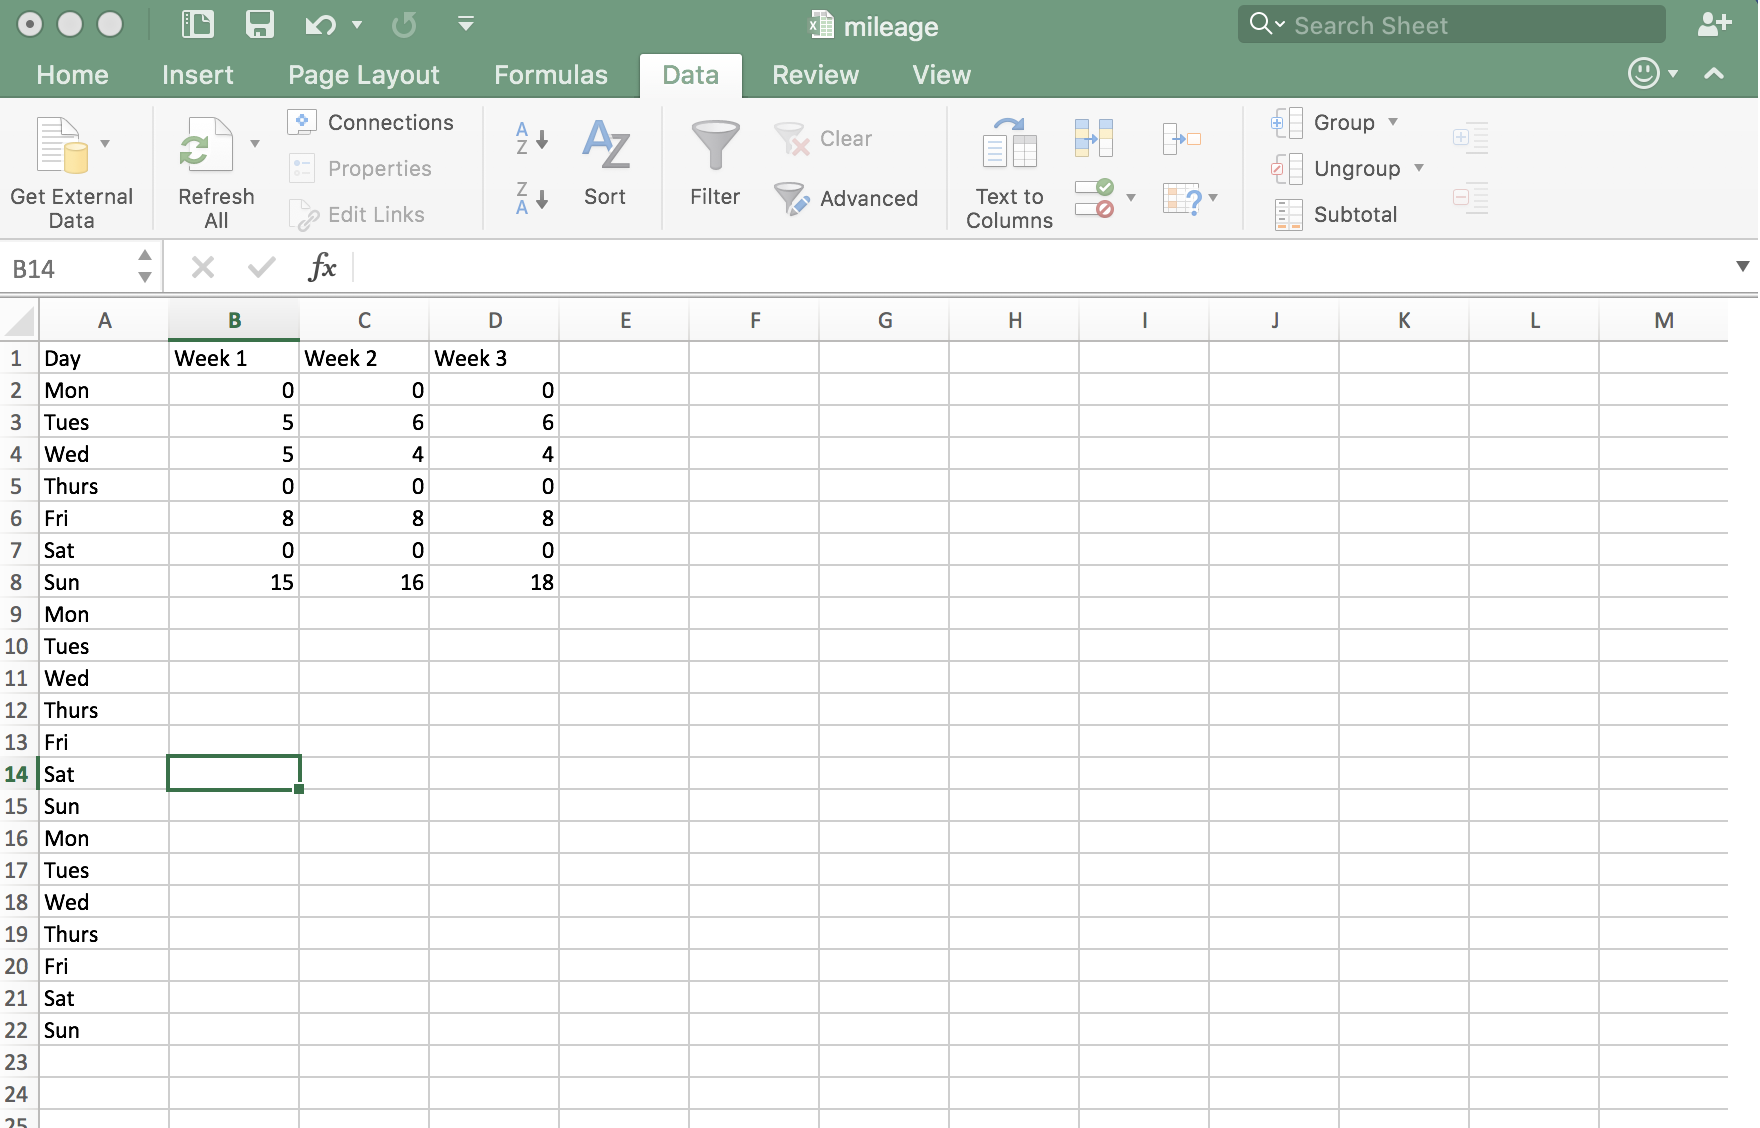 mileage
Search Sheet
Home Insert Page Layout Formulas Data Review View
Get External Data
Refresh All
Connections
Properties
Edit Links
A Z
Z A
AZ
Sort
Filter
Clear
Advanced
Text to Columns
?
Group
Ungroup
Subtotal
B14
fx
A B C D E F G H I J K L M
1 Day Week 1 Week 2 Week 3
2 Mon 0 0 0
3 Tues 5 6 6
4 Wed 5 4 4
5 Thurs 0 0 0
6 Fri 8 8 8
7 Sat 0 0 0
8 Sun 15 16 18
9 Mon
10 Tues
11 Wed
12 Thurs
13 Fri
14 Sat
15 Sun
16 Mon
17 Tues
18 Wed
19 Thurs
20 Fri
21 Sat
22 Sun
23
24
25